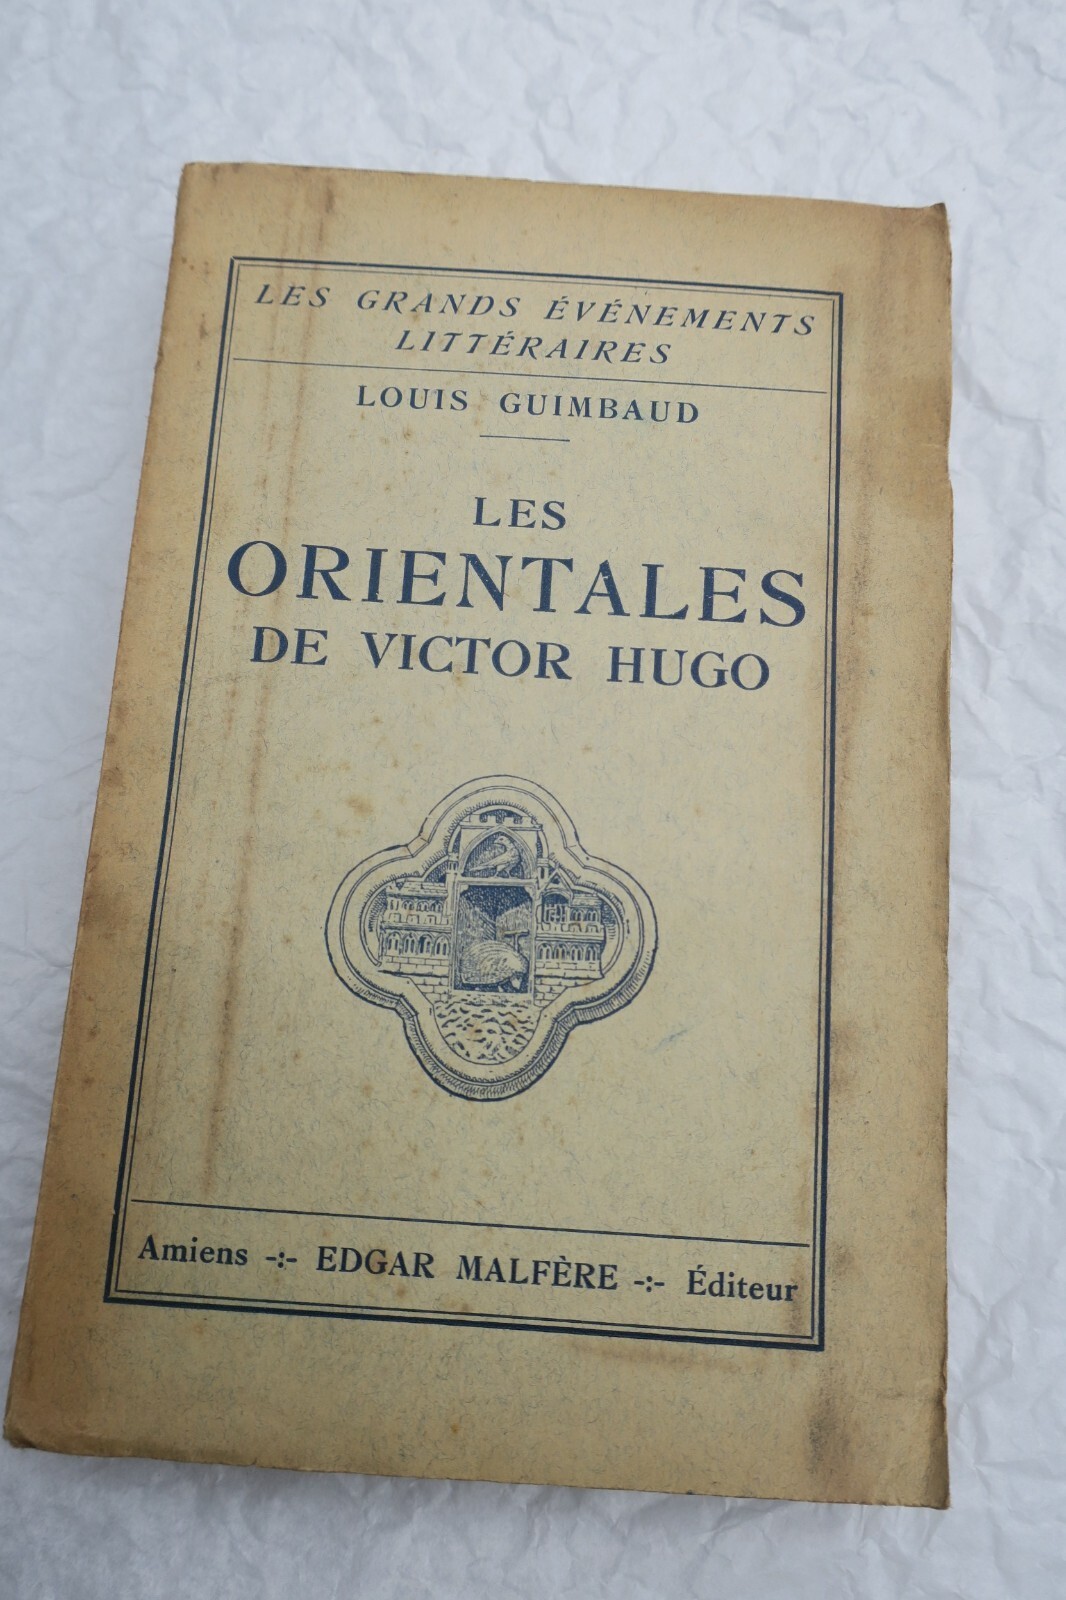 LES GRANDS ÉVÉNEMENTS
LITTÉRAIRES
LOUIS GUIMBAUD
LES
ORIENTALES
DE VICTOR HUGO
Amiens -:- EDGAR MALFÈRE -:- Éditeur